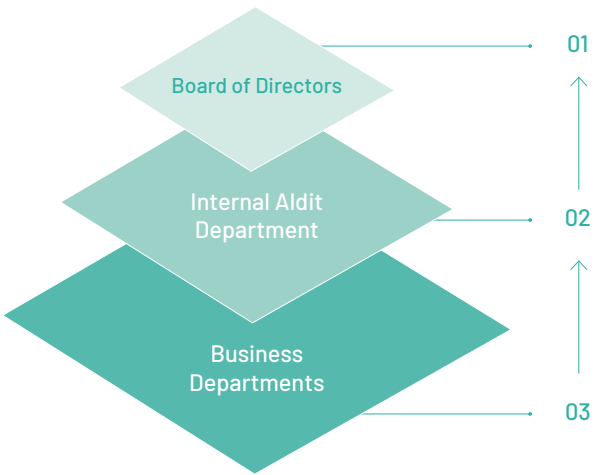 01
Board of Directors
Internal Aldit
Department
02
Business
Departments
03